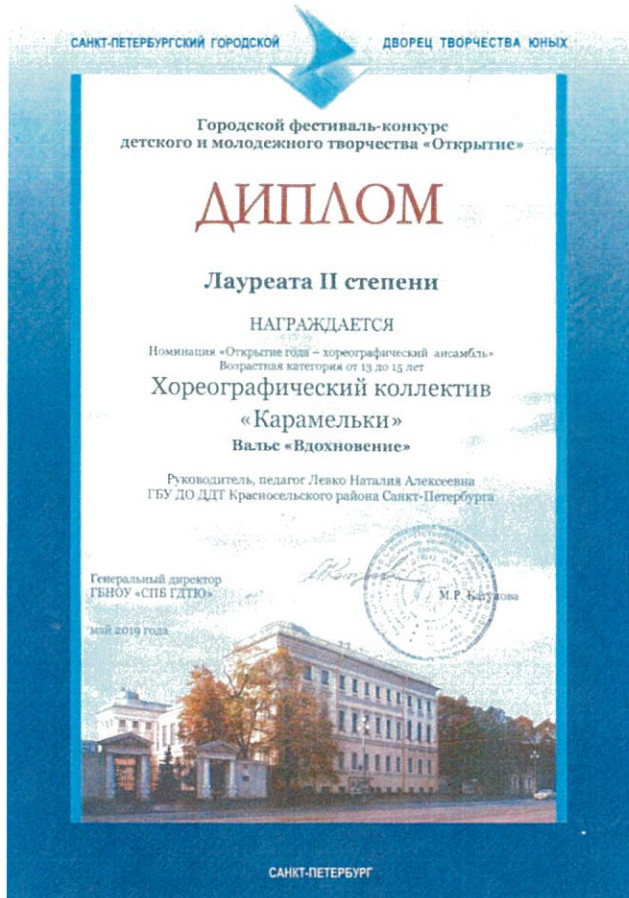 САНКТ-ПЕТЕРБУРГСКИЙ ГОРОДСКОЙ ДВОРЕЦ ТВОРЧЕСТВА ЮНЫХ
Городской фестиваль-конкурс
детского и молодежного творчества «Открытие»
ДИПЛОМ
Лауреата II степени
НАГРАЖДАЕТСЯ
Номинация «Открытие года – хореографический ансамбль»
Возрастная категория от 13 до 15 лет
Хореографический коллектив
«Карамельки»
Вальс «Вдохновение»
Руководитель, педагог Левко Наталия Алексеевна
ГБУ ДО ДДТ Красносельского района Санкт-Петербурга
Генеральный директор
ГБНОУ «СПБ ГДТЮ»
М.Р. Катунова
май 2019 года
САНКТ-ПЕТЕРБУРГ